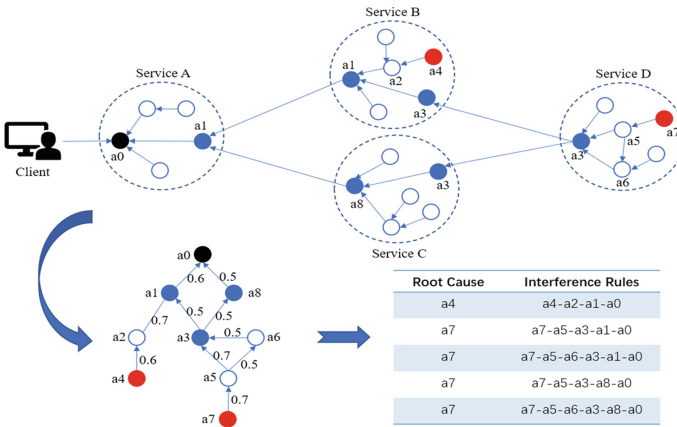 Service B
Service A
Service D
a1
a2
a4
a3
a7
a0
a1
a3
a5
a6
Client
a8
a3
Service C
a0
0.6
0.5
a1
a8
0.5
0.5
0.7
a2
a3
0.5
a6
0.6
0.7
0.5
a4
a5
0.7
a7
Root Cause Interference Rules
a4 a4-a2-a1-a0
a7 a7-a5-a3-a1-a0
a7 a7-a5-a6-a3-a1-a0
a7 a7-a5-a3-a8-a0
a7 a7-a5-a6-a3-a8-a0